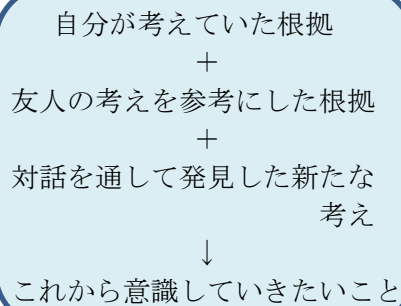 自分が考えていた根拠
＋
友人の考えを参考にした根拠
＋
対話を通して発見した新たな
考え
↓
これから意識していきたいこと